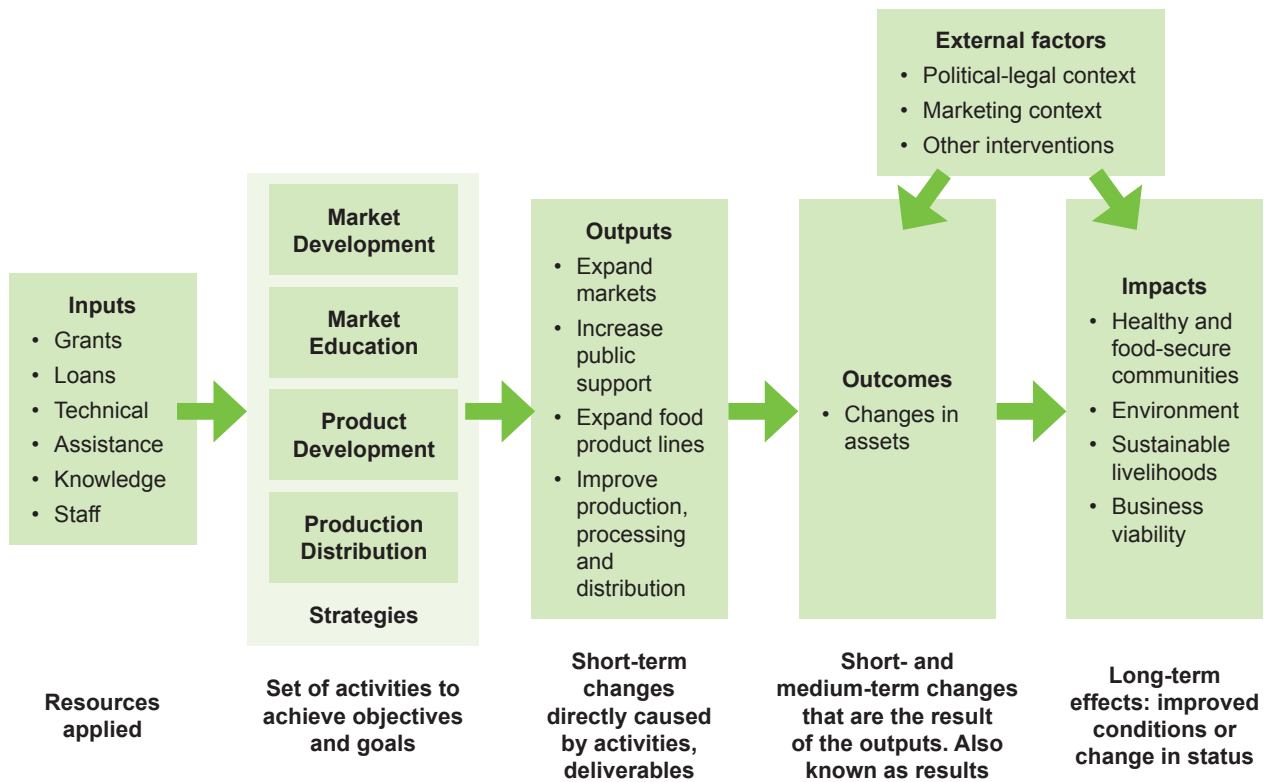 External factors
• Political-legal context
• Marketing context
• Other interventions
Inputs
• Grants
• Loans
• Technical
• Assistance
• Knowledge
• Staff
Market
Development
Market
Education
Product
Development
Production
Distribution
Strategies
Outputs
• Expand
markets
• Increase
public
support
• Expand food
product lines
• Improve
production,
processing
and
distribution
Outcomes
• Changes in
assets
Impacts
• Healthy and
food-secure
communities
• Environment
• Sustainable
livelihoods
• Business
viability
Resources
applied
Set of activities to
achieve objectives
and goals
Short-term
changes
directly caused
by activities,
deliverables
Short- and
medium-term changes
that are the result
of the outputs. Also
known as results
Long-term
effects: improved
conditions or
change in status